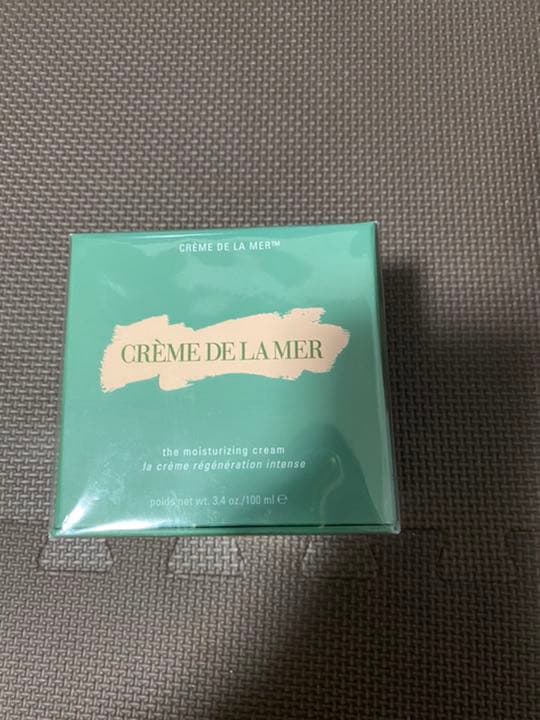 CRÈME DE LA MER™
CRÈME DE LA MER
the moisturizing cream
la crème régénération intense
poids net wt. 3.4 oz./100 ml ℮